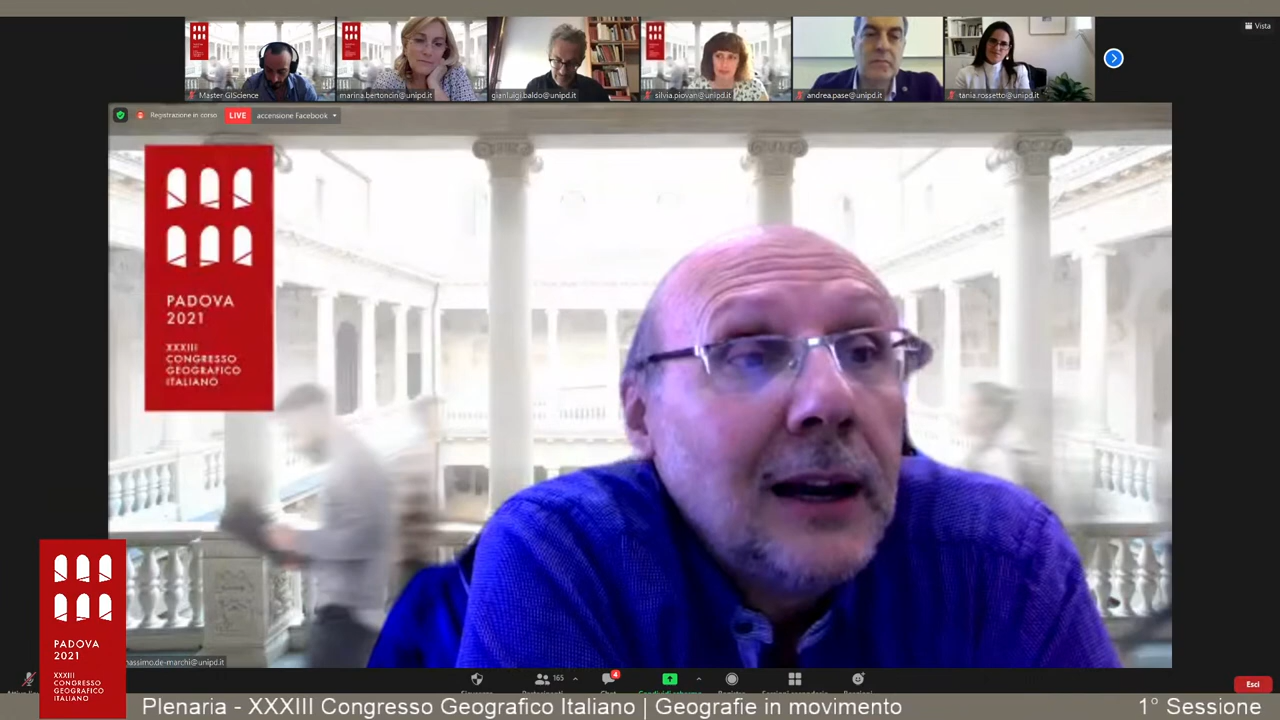 Vista
Master GIScience
marina.bertoncin@unipd.it
gianluigi.baldo@unipd.it
silvia.piovan@unipd.it
andrea.pase@unipd.it
tania.rossetto@unipd.it
Registrazione in corso
LIVE
accensione Facebook
PADOVA
2021
XXXIII
CONGRESSO
GEOGRAFICO
ITALIANO
massimo.de-marchi@unipd.it
165
4
Esci
PADOVA
2021
XXXIII
CONGRESSO
GEOGRAFICO
ITALIANO
Plenaria - XXXIII Congresso Geografico Italiano | Geografie in movimento
1° Sessione